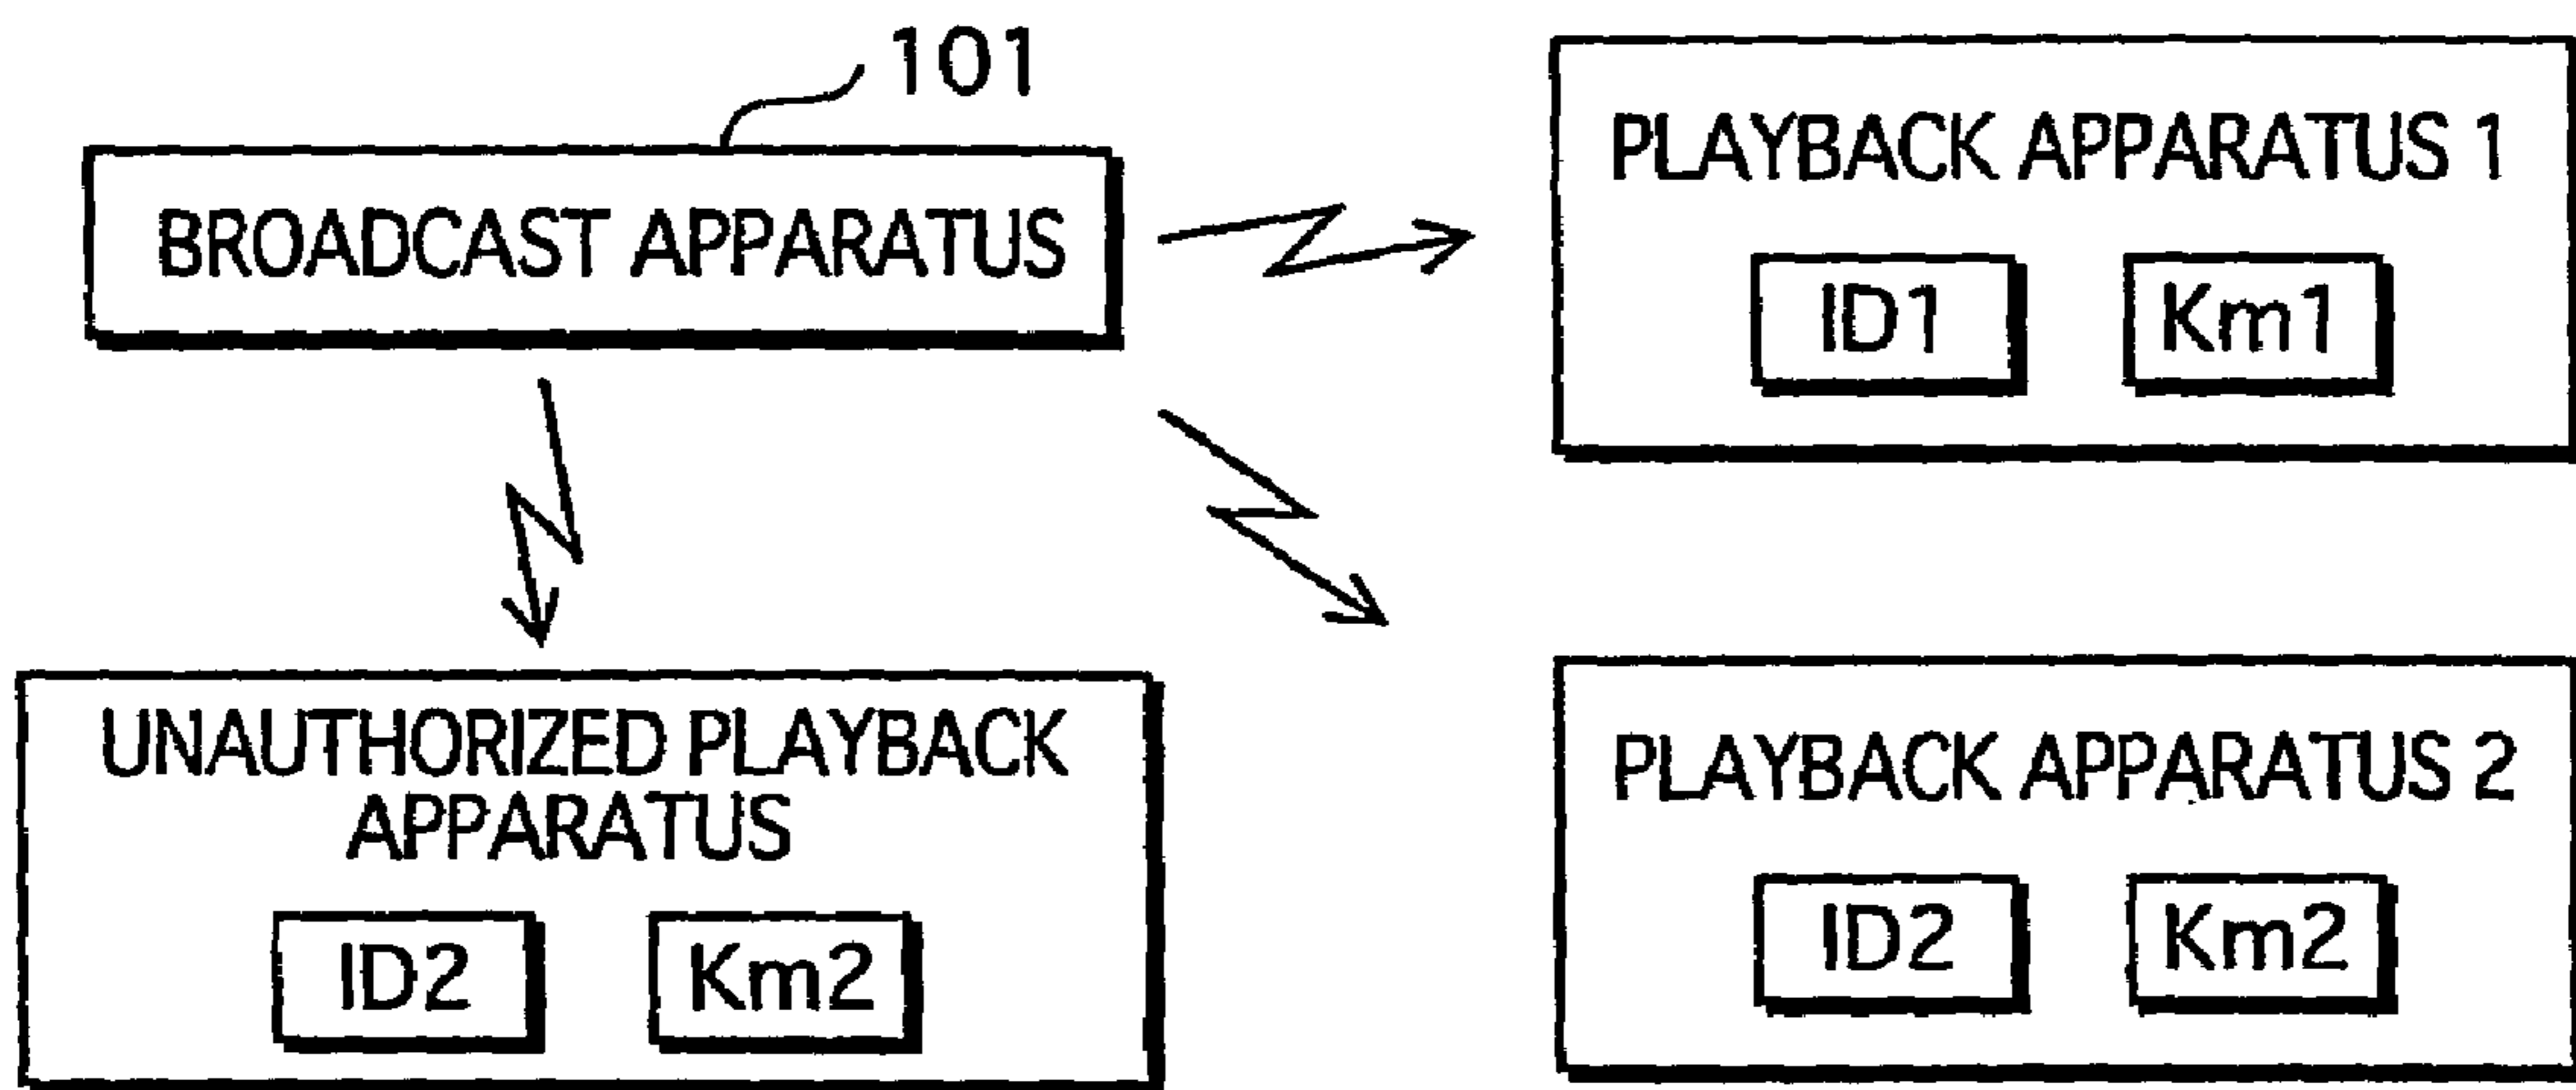 101
BROADCAST APPARATUS
PLAYBACK APPARATUS 1
ID1 Km1
UNAUTHORIZED PLAYBACK
APPARATUS
ID2 Km2
PLAYBACK APPARATUS 2
ID2 Km2